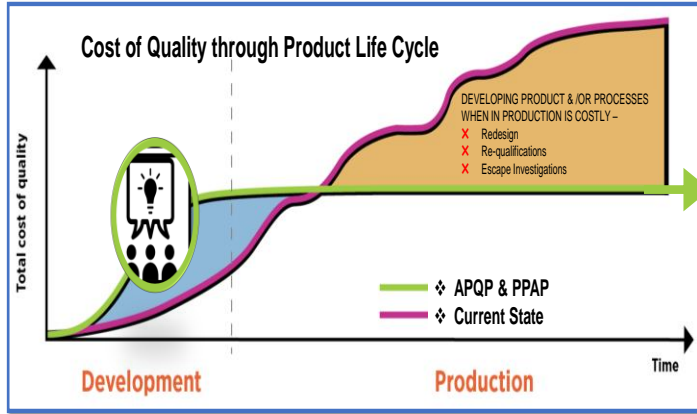 Cost of Quality through Product Life Cycle
Total cost of quality
DEVELOPING PRODUCT & /OR PROCESSES
WHEN IN PRODUCTION IS COSTLY –
X Redesign
X Re-qualifications
X Escape Investigations
❖ APQP & PPAP
❖ Current State
Time
Development
Production